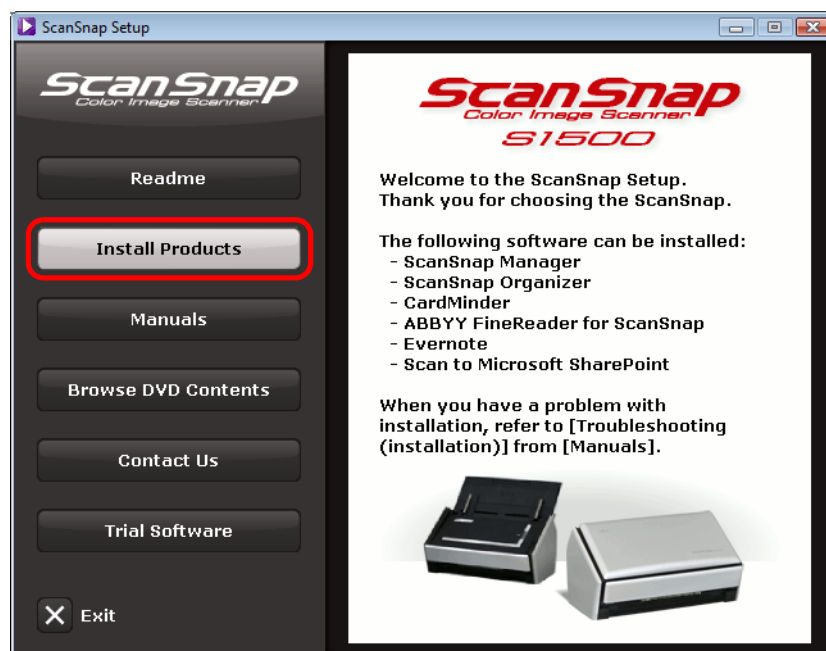 ScanSnap Setup
ScanSnap
Color Image Scanner
Readme
Install Products
Manuals
Browse DVD Contents
Contact Us
Trial Software
Exit
ScanSnap
Color Image Scanner
S1500
Welcome to the ScanSnap Setup.
Thank you for choosing the ScanSnap.
The following software can be installed:
- ScanSnap Manager
- ScanSnap Organizer
- CardMinder
- ABBYY FineReader for ScanSnap
- Evernote
- Scan to Microsoft SharePoint
When you have a problem with
installation, refer to [Troubleshooting
(installation)] from [Manuals].